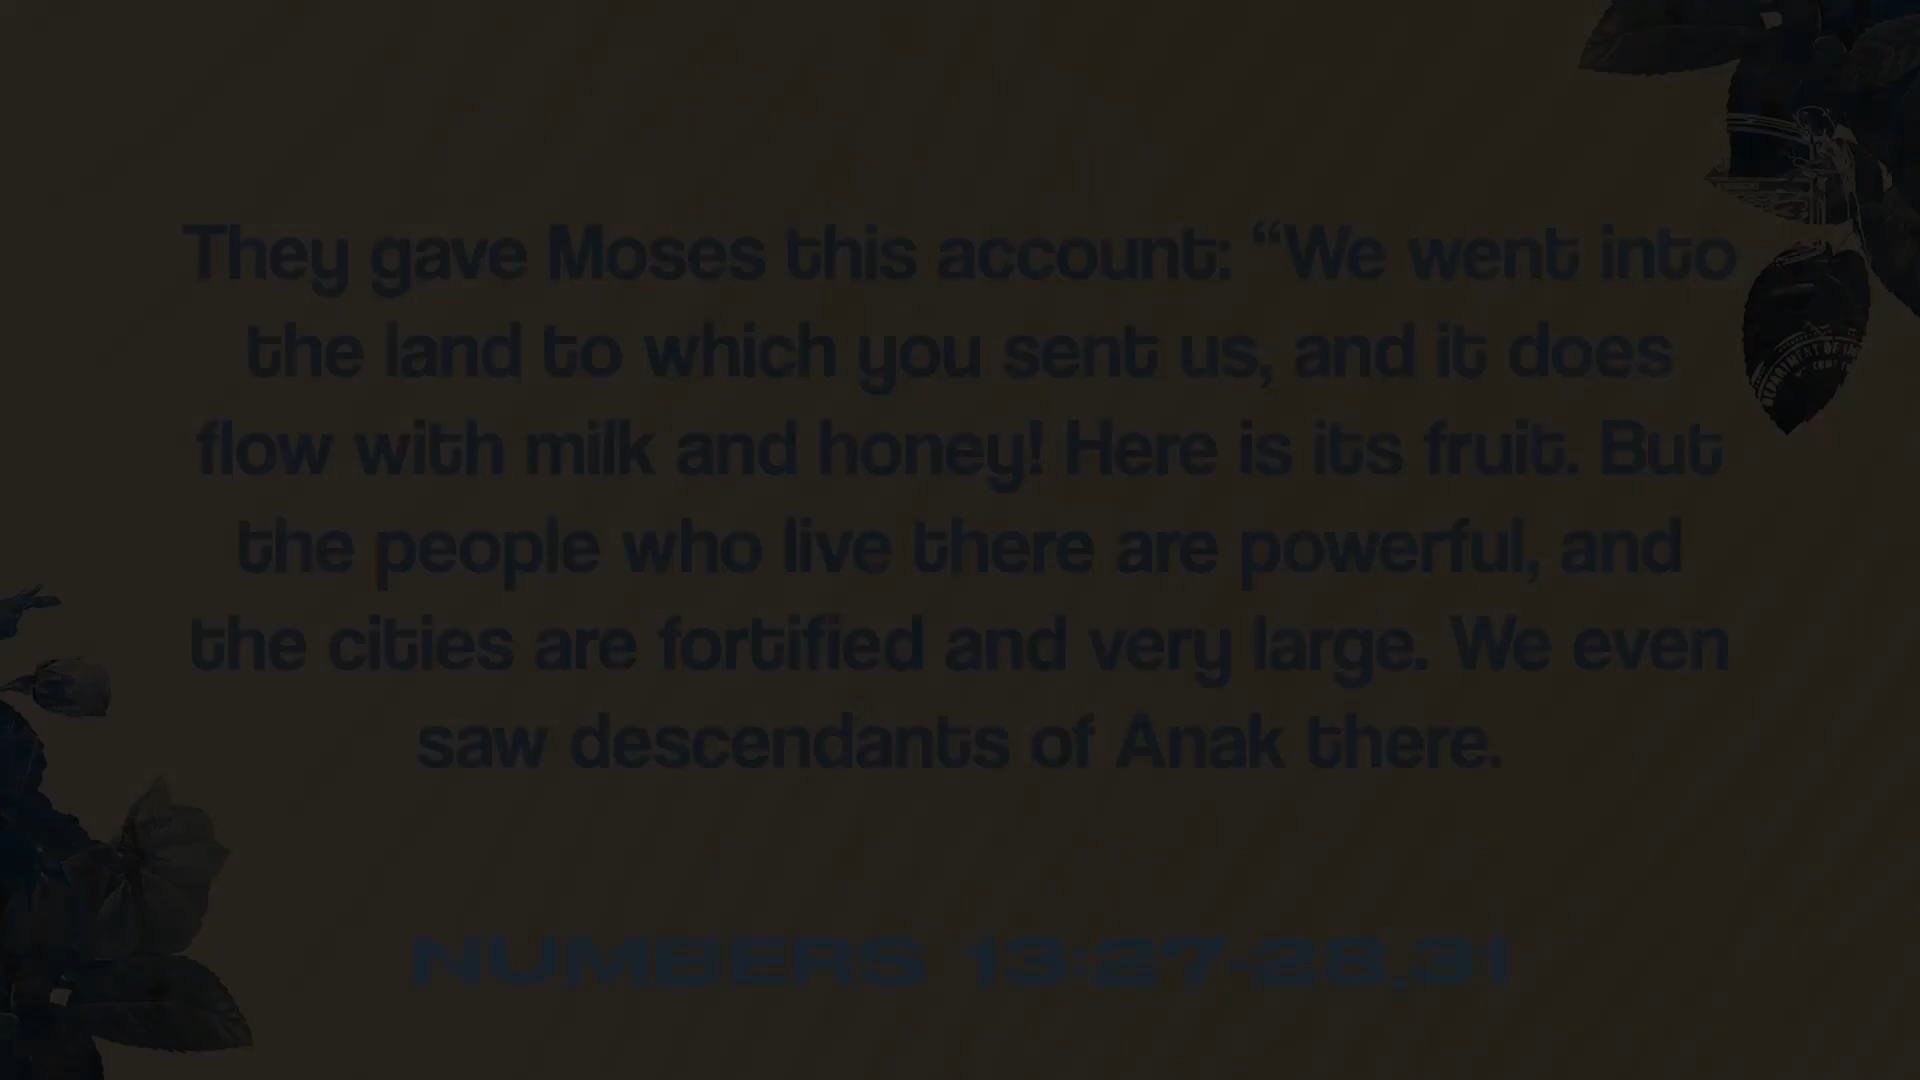 They gave Moses this account: “We went into
the land to which you sent us, and it does
flow with milk and honey! Here is its fruit. But
the people who live there are powerful, and
the cities are fortified and very large. We even
saw descendants of Anak there.
NUMBERS 13:27-28,31
DEPARTMENT OF